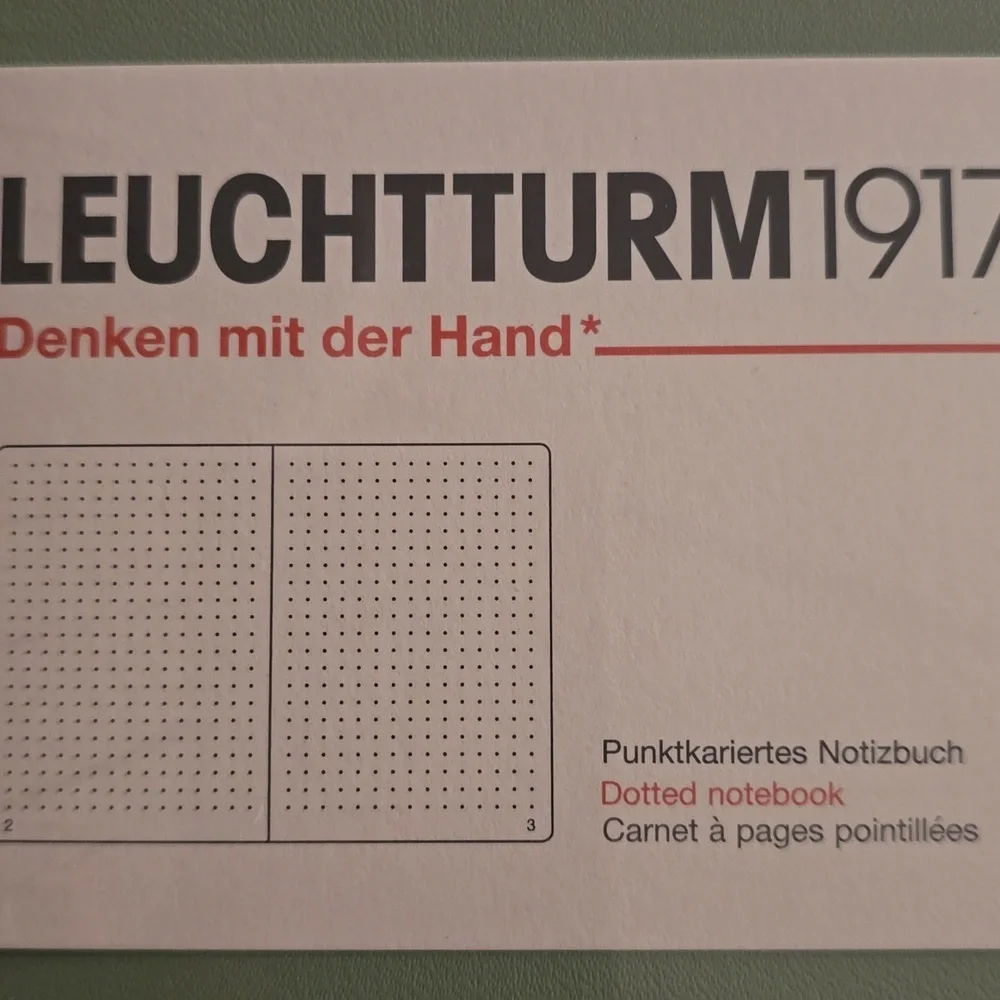 LEUCHTTURM1917
Denken mit der Hand*
2
3
Punktkariertes Notizbuch
Dotted notebook
Carnet à pages pointillées